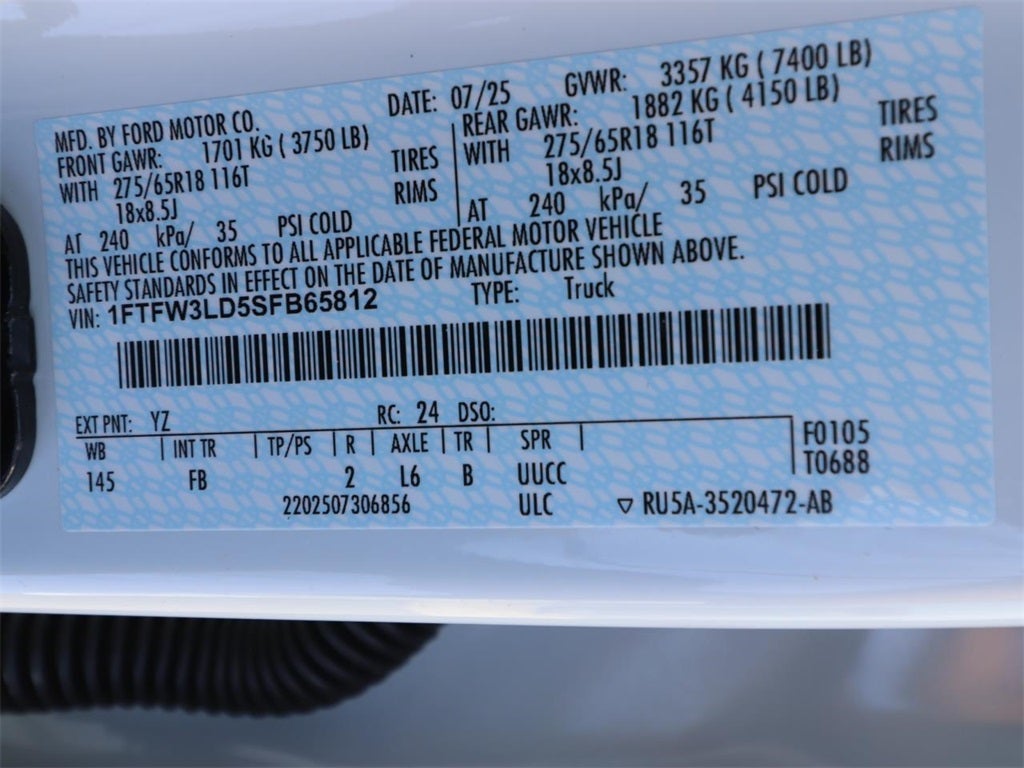 MFD. BY FORD MOTOR CO. DATE: 07/25 GVWR: 3357 KG ( 7400 LB)
FRONT GAWR: 1701 KG ( 3750 LB) REAR GAWR: 1882 KG ( 4150 LB)
WITH 275/65R18 116T TIRES WITH 275/65R18 116T TIRES
18x8.5J RIMS 18x8.5J RIMS
AT 240 kPa/ 35 PSI COLD AT 240 kPa/ 35 PSI COLD
THIS VEHICLE CONFORMS TO ALL APPLICABLE FEDERAL MOTOR VEHICLE
SAFETY STANDARDS IN EFFECT ON THE DATE OF MANUFACTURE SHOWN ABOVE.
VIN: 1FTFW3LD5SFB65812 TYPE: Truck
EXT PNT: YZ RC: 24 DSO:
WB INT TR TP/PS R AXLE TR SPR F0105
145 FB 2 L6 B UUCC T0688
2202507306856 ULC ▽ RU5A-3520472-AB